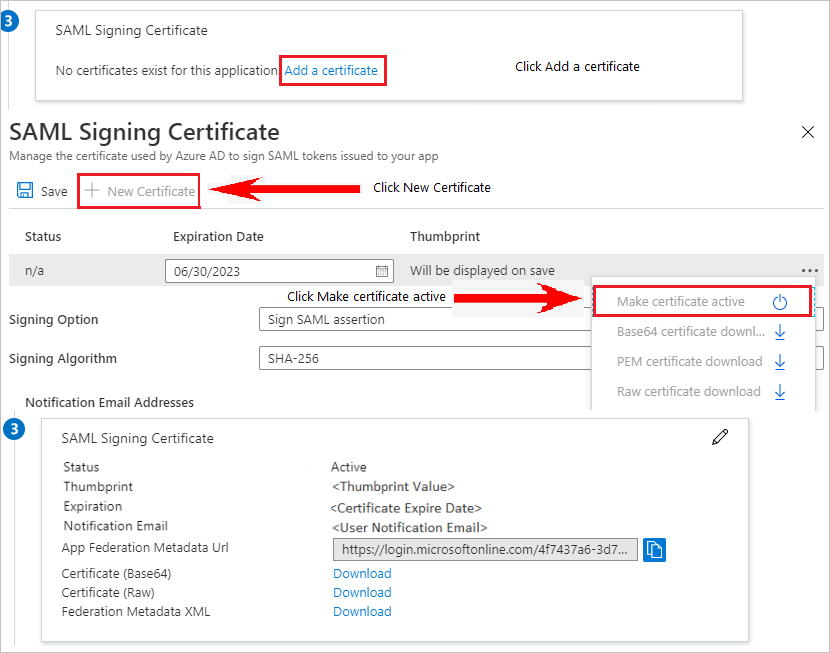 3
SAML Signing Certificate
No certificates exist for this application. Add a certificate
Click Add a certificate
SAML Signing Certificate
Manage the certificate used by Azure AD to sign SAML tokens issued to your app
Save
New Certificate
Click New Certificate
Status Expiration Date Thumbprint
n/a 06/30/2023 Will be displayed on save
Click Make certificate active
Make certificate active
Signing Option Sign SAML assertion
Base64 certificate downl...
Signing Algorithm SHA-256
PEM certificate download
Raw certificate download
Notification Email Addresses
3
SAML Signing Certificate
Status Active
Thumbprint <Thumbprint Value>
Expiration <Certificate Expire Date>
Notification Email <User Notification Email>
App Federation Metadata Url https://login.microsoftonline.com/4f7437a6-3d7...
Certificate (Base64) Download
Certificate (Raw) Download
Federation Metadata XML Download